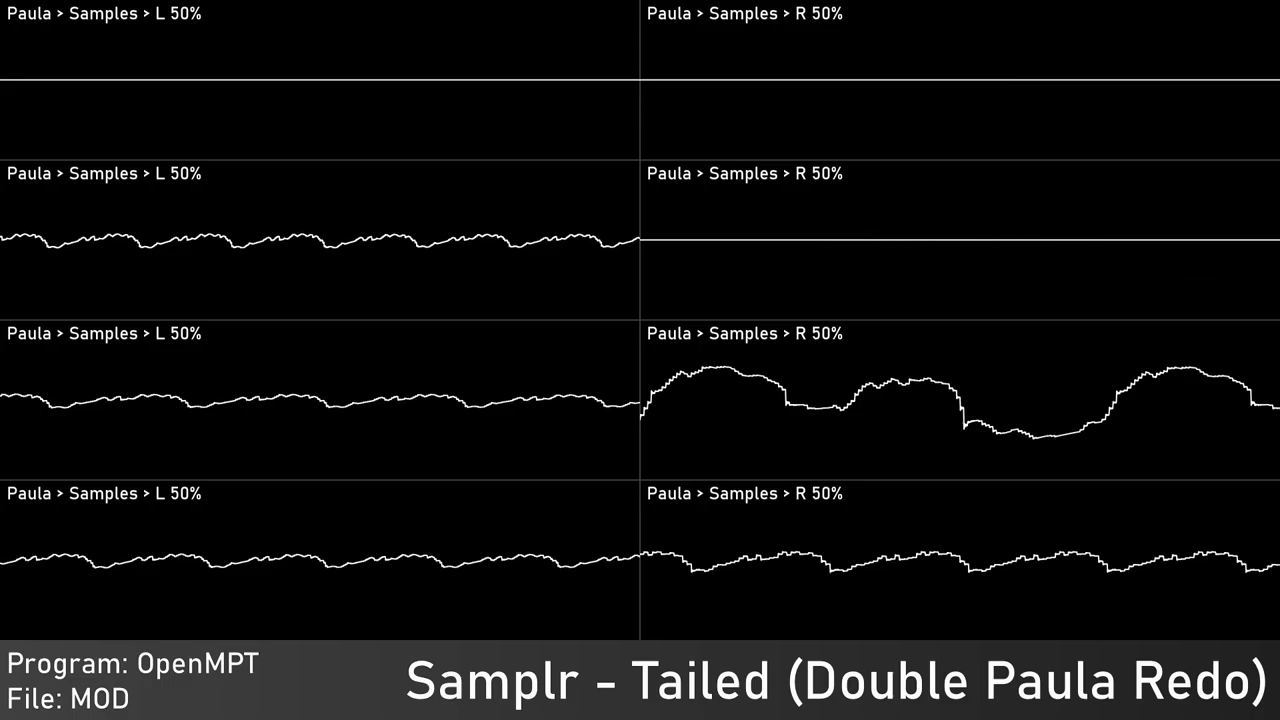 Paula > Samples > L 50%
Paula > Samples > R 50%
Paula > Samples > L 50%
Paula > Samples > R 50%
Paula > Samples > L 50%
Paula > Samples > R 50%
Paula > Samples > L 50%
Paula > Samples > R 50%
Program: OpenMPT
File: MOD
Samplr - Tailed (Double Paula Redo)